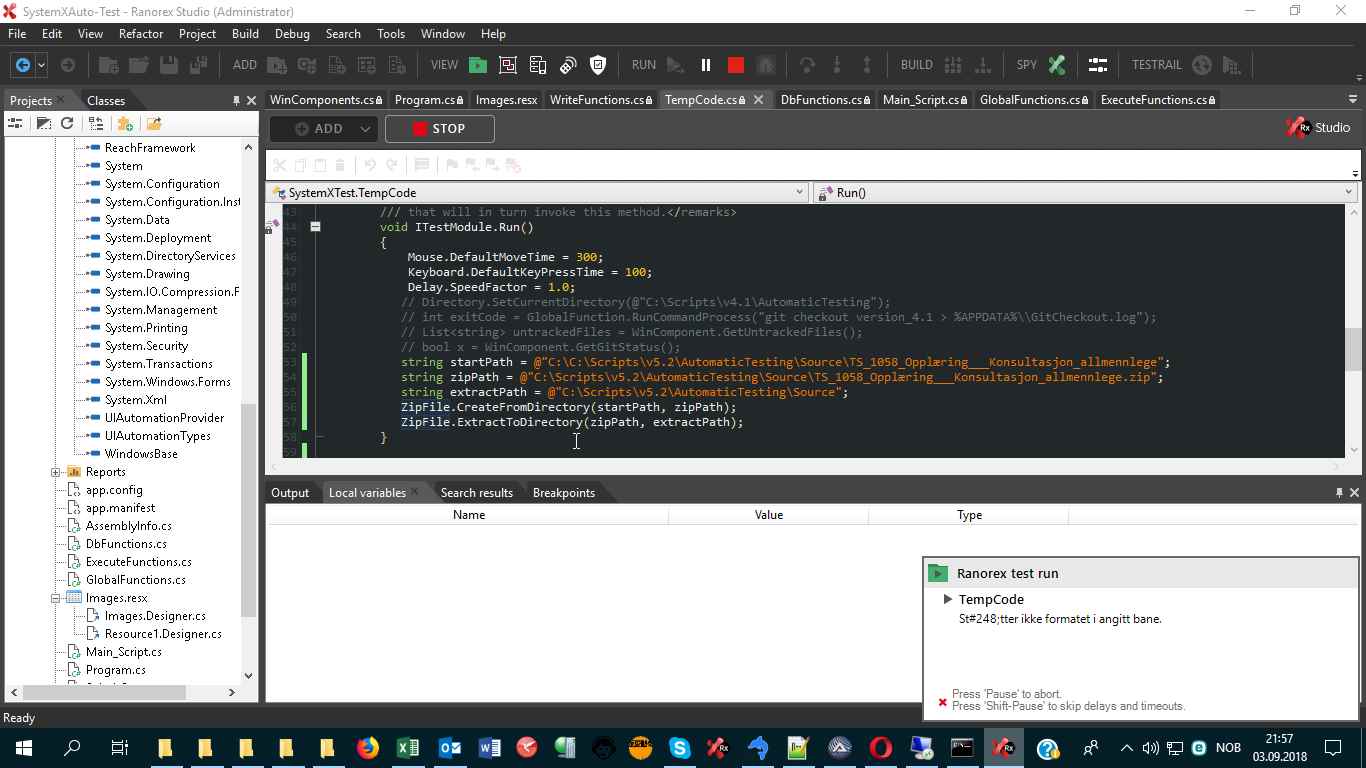 SystemXAuto-Test - Ranorex Studio (Administrator)
File Edit View Refactor Project Build Debug Search Tools Window Help
ADD VIEW RUN BUILD SPY TESTRAIL
Projects Classes
WinComponents.cs Program.cs Images.resx WriteFunctions.cs TempCode.cs DbFunctions.cs Main_Script.cs GlobalFunctions.cs ExecuteFunctions.cs
ADD STOP Rx Studio
SystemXTest.TempCode Run()
ReachFramework
System
System.Configuration
System.Configuration.Inst
System.Data
System.Deployment
System.DirectoryServices
System.Drawing
System.IO.Compression.F
System.Management
System.Printing
System.Security
System.Transactions
System.Windows.Forms
System.Xml
UIAutomationProvider
UIAutomationTypes
WindowsBase
Reports
app.config
app.manifest
AssemblyInfo.cs
DbFunctions.cs
ExecuteFunctions.cs
GlobalFunctions.cs
Images.resx
Images.Designer.cs
Resource1.Designer.cs
Main_Script.cs
Program.cs
43 /// that will in turn invoke this method.</remarks>
44 void ITestModule.Run()
45 {
46 Mouse.DefaultMoveTime = 300;
47 Keyboard.DefaultKeyPressTime = 100;
48 Delay.SpeedFactor = 1.0;
49 // Directory.SetCurrentDirectory(@"C:\Scripts\v4.1\AutomaticTesting");
50 // int exitCode = GlobalFunction.RunCommandProcess("git checkout version_4.1 > %APPDATA%\\GitCheckout.log");
51 // List<string> untrackedFiles = WinComponent.GetUntrackedFiles();
52 // bool x = WinComponent.GetGitStatus();
53 string startPath = @"C:\C:\Scripts\v5.2\AutomaticTesting\Source\TS_1058_Opplæring___Konsultasjon_allmennlege";
54 string zipPath = @"C:\Scripts\v5.2\AutomaticTesting\Source\TS_1058_Opplæring___Konsultasjon_allmennlege.zip";
55 string extractPath = @"C:\Scripts\v5.2\AutomaticTesting\Source";
56 ZipFile.CreateFromDirectory(startPath, zipPath);
57 ZipFile.ExtractToDirectory(zipPath, extractPath);
58 }
59
Output Local variables Search results Breakpoints
Name Value Type
Ranorex test run
TempCode
St#248;tter ikke formatet i angitt bane.
Press 'Pause' to abort.
Press 'Shift-Pause' to skip delays and timeouts.
Ready
NOB 21:57
03.09.2018